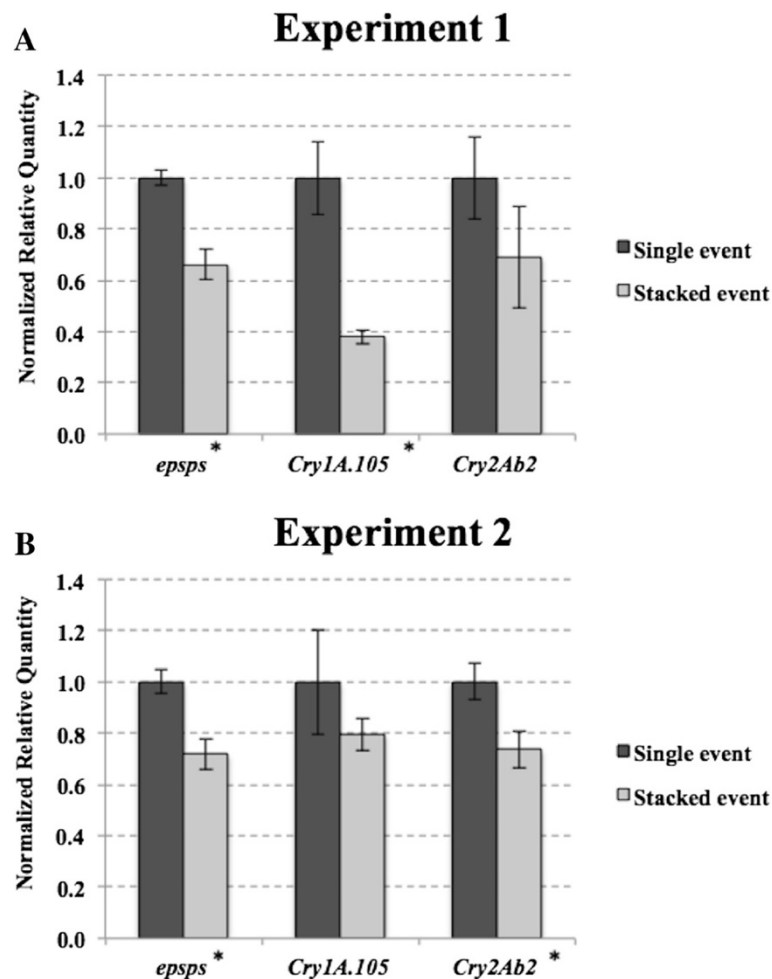 A
Experiment 1
Normalized Relative Quantity
1.4
1.2
1.0
0.8
0.6
0.4
0.2
0.0
epsps *
Cry1A.105 *
Cry2Ab2
Single event
Stacked event
B
Experiment 2
Normalized Relative Quantity
1.4
1.2
1.0
0.8
0.6
0.4
0.2
0.0
epsps *
Cry1A.105
Cry2Ab2 *
Single event
Stacked event